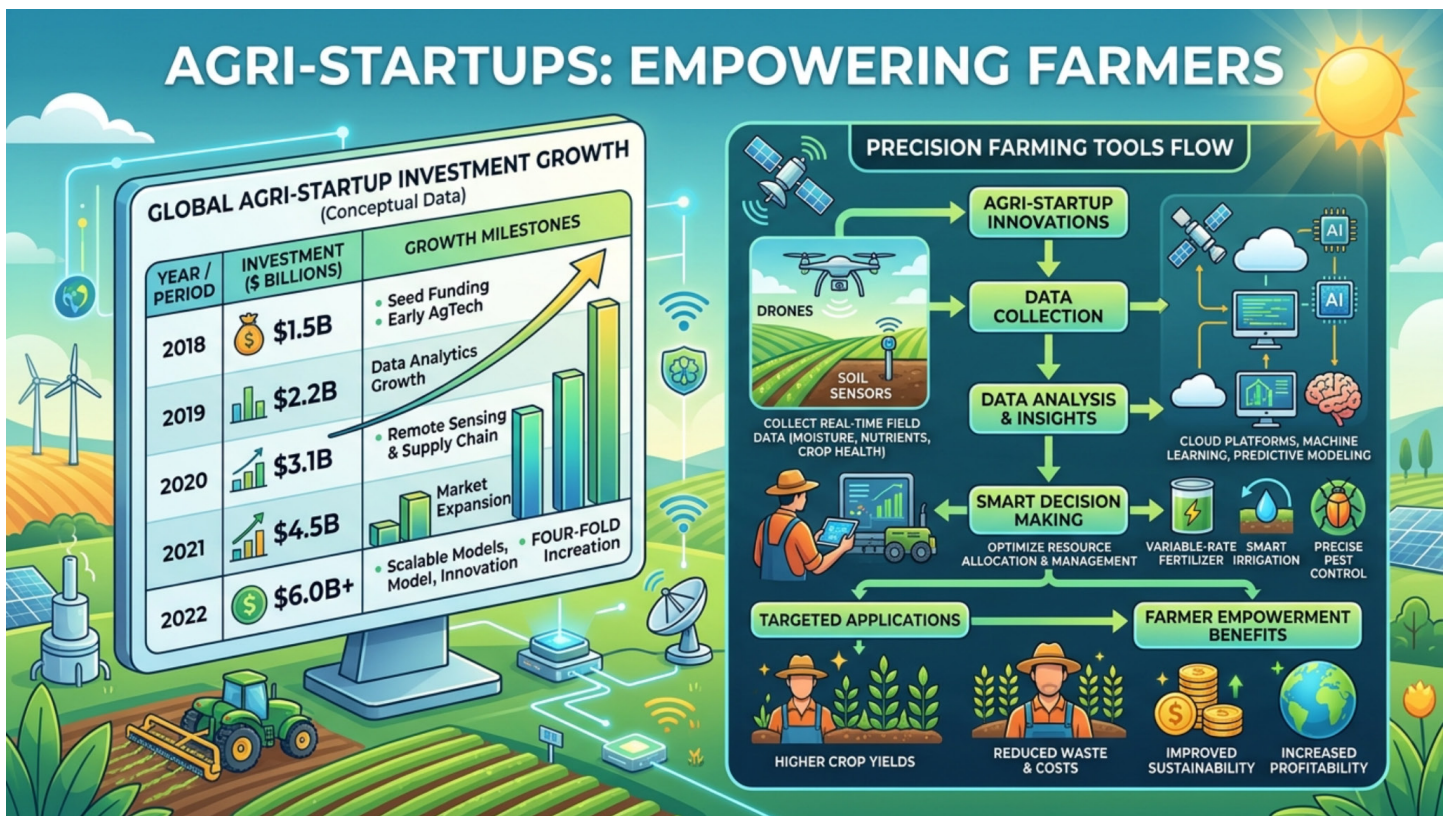 AGRI-STARTUPS: EMPOWERING FARMERS
GLOBAL AGRI-STARTUP INVESTMENT GROWTH
(Conceptual Data)
YEAR /
PERIOD
INVESTMENT
($ BILLIONS)
GROWTH MILESTONES
2018
$
$1.5B
• Seed Funding
• Early AgTech
2019
$2.2B
Data Analytics
Growth
2020
$3.1B
• Remote Sensing
& Supply Chain
2021
$4.5B
Market
Expansion
2022
$
$6.0B+
• Scalable Models,
Model, Innovation
• FOUR-FOLD
Increation
PRECISION FARMING TOOLS FLOW
AGRI-STARTUP
INNOVATIONS
DRONES
SOIL
SENSORS
COLLECT REAL-TIME FIELD
DATA (MOISTURE, NUTRIENTS,
CROP HEALTH)
DATA
COLLECTION
AI
AI
DATA ANALYSIS
& INSIGHTS
CLOUD PLATFORMS, MACHINE
LEARNING, PREDICTIVE MODELING
SMART DECISION
MAKING
OPTIMIZE RESOURCE
ALLOCATION & MANAGEMENT
VARIABLE-RATE
FERTILIZER
SMART
IRRIGATION
PRECISE
PEST
CONTROL
TARGETED APPLICATIONS
FARMER EMPOWERMENT
BENEFITS
HIGHER CROP YIELDS
REDUCED WASTE
& COSTS
$
IMPROVED
SUSTAINABILITY
INCREASED
PROFITABILITY